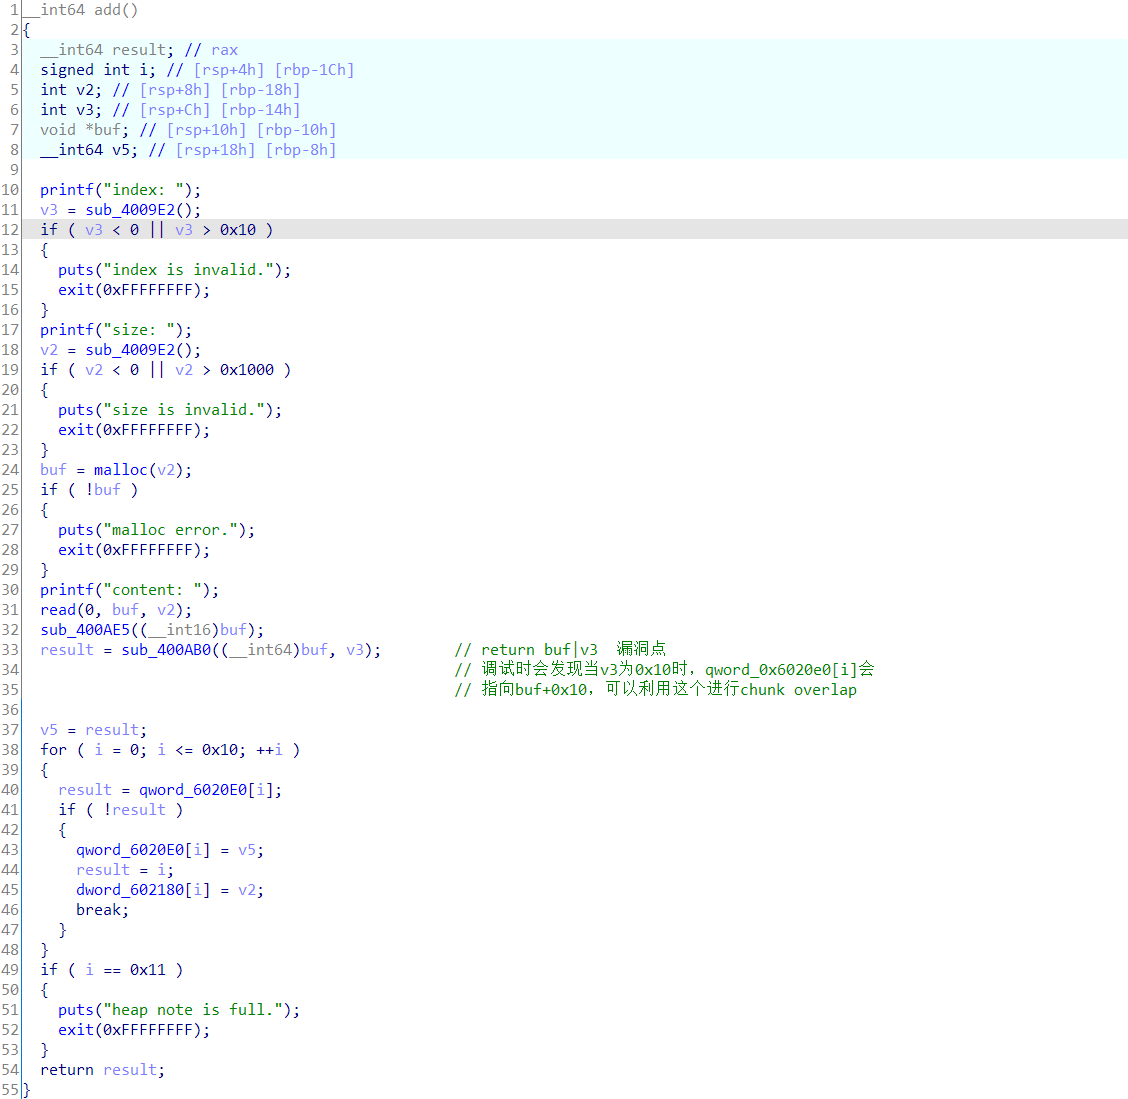 1 __int64 add()
2 {
3   __int64 result; // rax
4   signed int i; // [rsp+4h] [rbp-1Ch]
5   int v2; // [rsp+8h] [rbp-18h]
6   int v3; // [rsp+Ch] [rbp-14h]
7   void *buf; // [rsp+10h] [rbp-10h]
8   __int64 v5; // [rsp+18h] [rbp-8h]
9
10   printf("index: ");
11   v3 = sub_4009E2();
12   if ( v3 < 0 || v3 > 0x10 )
13   {
14     puts("index is invalid.");
15     exit(0xFFFFFFFF);
16   }
17   printf("size: ");
18   v2 = sub_4009E2();
19   if ( v2 < 0 || v2 > 0x1000 )
20   {
21     puts("size is invalid.");
22     exit(0xFFFFFFFF);
23   }
24   buf = malloc(v2);
25   if ( !buf )
26   {
27     puts("malloc error.");
28     exit(0xFFFFFFFF);
29   }
30   printf("content: ");
31   read(0, buf, v2);
32   sub_400AE5((__int16)buf);
33   result = sub_400AB0((__int64)buf, v3);        // return buf|v3  漏洞点
34                                                 // 调试时会发现当v3为0x10时，qword_0x6020e0[i]会
35                                                 // 指向buf+0x10，可以利用这个进行chunk overlap
36
37   v5 = result;
38   for ( i = 0; i <= 0x10; ++i )
39   {
40     result = qword_6020E0[i];
41     if ( !result )
42     {
43       qword_6020E0[i] = v5;
44       result = i;
45       dword_602180[i] = v2;
46       break;
47     }
48   }
49   if ( i == 0x11 )
50   {
51     puts("heap note is full.");
52     exit(0xFFFFFFFF);
53   }
54   return result;
55 }